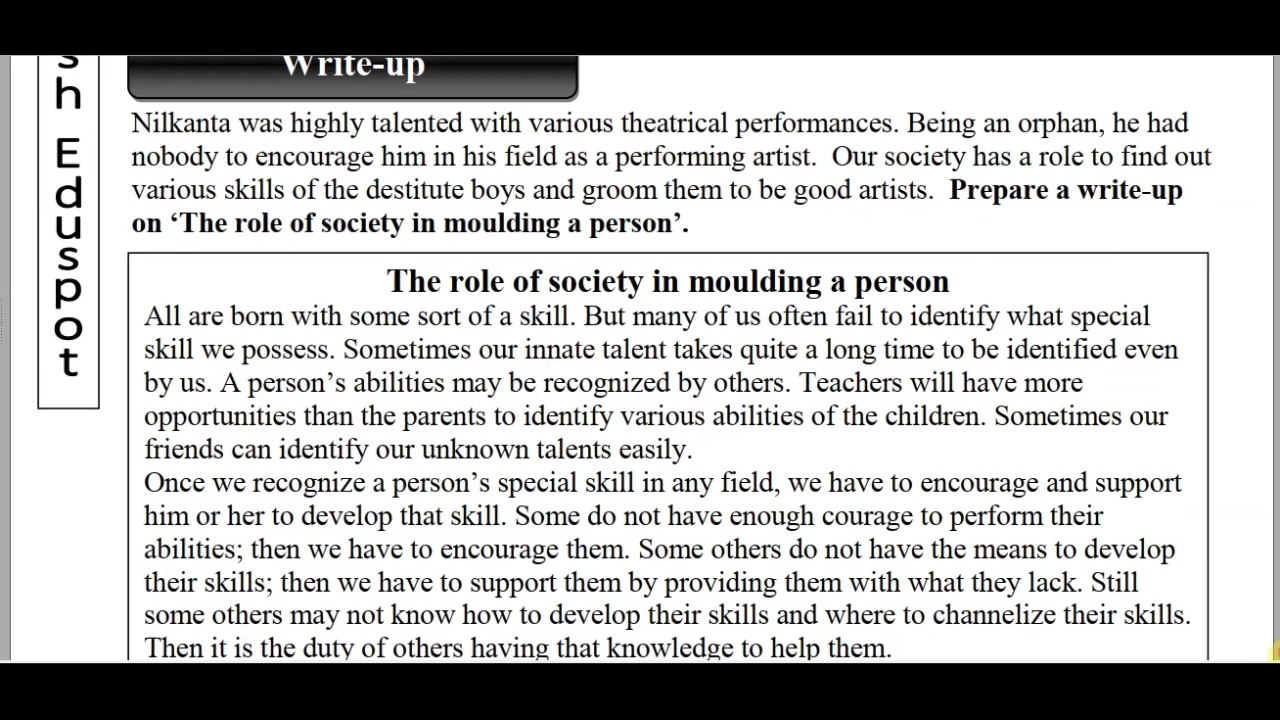 s
h
E
d
u
s
p
o
t
Write-up
Nilkanta was highly talented with various theatrical performances. Being an orphan, he had
nobody to encourage him in his field as a performing artist. Our society has a role to find out
various skills of the destitute boys and groom them to be good artists. Prepare a write-up
on ‘The role of society in moulding a person’.
The role of society in moulding a person
All are born with some sort of a skill. But many of us often fail to identify what special
skill we possess. Sometimes our innate talent takes quite a long time to be identified even
by us. A person’s abilities may be recognized by others. Teachers will have more
opportunities than the parents to identify various abilities of the children. Sometimes our
friends can identify our unknown talents easily.
Once we recognize a person’s special skill in any field, we have to encourage and support
him or her to develop that skill. Some do not have enough courage to perform their
abilities; then we have to encourage them. Some others do not have the means to develop
their skills; then we have to support them by providing them with what they lack. Still
some others may not know how to develop their skills and where to channelize their skills.
Then it is the duty of others having that knowledge to help them.